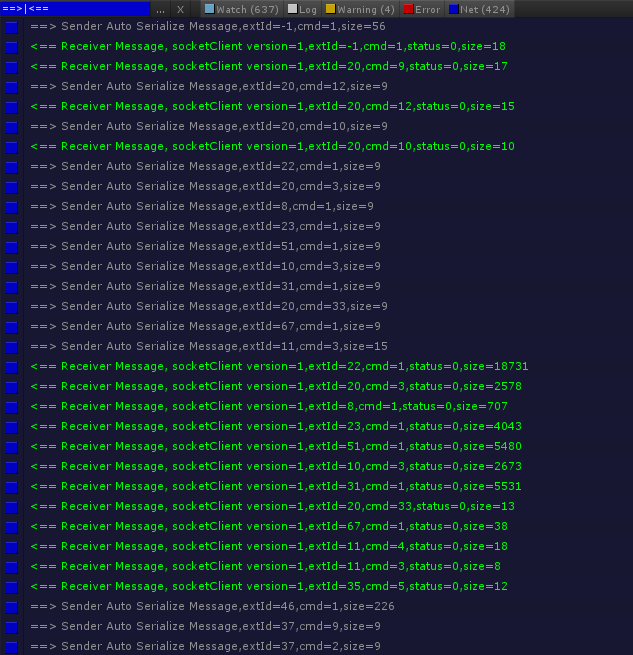 ==>|<== ... X Watch (637) Log Warning (4) Error Net (424)
==> Sender Auto Serialize Message,extId=-1,cmd=1,size=56
<== Receiver Message, socketClient version=1,extId=-1,cmd=1,status=0,size=18
<== Receiver Message, socketClient version=1,extId=20,cmd=9,status=0,size=17
==> Sender Auto Serialize Message,extId=20,cmd=12,size=9
<== Receiver Message, socketClient version=1,extId=20,cmd=12,status=0,size=15
==> Sender Auto Serialize Message,extId=20,cmd=10,size=9
<== Receiver Message, socketClient version=1,extId=20,cmd=10,status=0,size=10
==> Sender Auto Serialize Message,extId=22,cmd=1,size=9
==> Sender Auto Serialize Message,extId=20,cmd=3,size=9
==> Sender Auto Serialize Message,extId=8,cmd=1,size=9
==> Sender Auto Serialize Message,extId=23,cmd=1,size=9
==> Sender Auto Serialize Message,extId=51,cmd=1,size=9
==> Sender Auto Serialize Message,extId=10,cmd=3,size=9
==> Sender Auto Serialize Message,extId=31,cmd=1,size=9
==> Sender Auto Serialize Message,extId=20,cmd=33,size=9
==> Sender Auto Serialize Message,extId=67,cmd=1,size=9
==> Sender Auto Serialize Message,extId=11,cmd=3,size=15
<== Receiver Message, socketClient version=1,extId=22,cmd=1,status=0,size=18731
<== Receiver Message, socketClient version=1,extId=20,cmd=3,status=0,size=2578
<== Receiver Message, socketClient version=1,extId=8,cmd=1,status=0,size=707
<== Receiver Message, socketClient version=1,extId=23,cmd=1,status=0,size=4043
<== Receiver Message, socketClient version=1,extId=51,cmd=1,status=0,size=5480
<== Receiver Message, socketClient version=1,extId=10,cmd=3,status=0,size=2673
<== Receiver Message, socketClient version=1,extId=31,cmd=1,status=0,size=5531
<== Receiver Message, socketClient version=1,extId=20,cmd=33,status=0,size=13
<== Receiver Message, socketClient version=1,extId=67,cmd=1,status=0,size=38
<== Receiver Message, socketClient version=1,extId=11,cmd=4,status=0,size=18
<== Receiver Message, socketClient version=1,extId=11,cmd=3,status=0,size=8
<== Receiver Message, socketClient version=1,extId=35,cmd=5,status=0,size=12
==> Sender Auto Serialize Message,extId=46,cmd=1,size=226
==> Sender Auto Serialize Message,extId=37,cmd=9,size=9
==> Sender Auto Serialize Message,extId=37,cmd=2,size=9